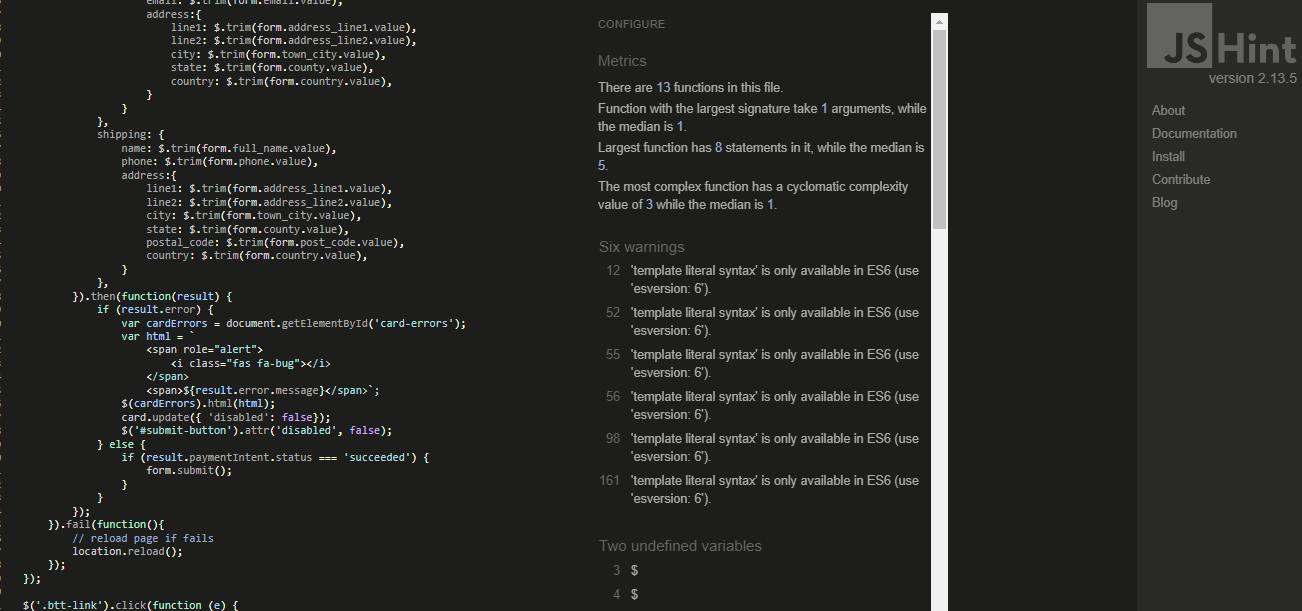 email: $.trim(form.email.value),
address:{
line1: $.trim(form.address_line1.value),
line2: $.trim(form.address_line2.value),
city: $.trim(form.town_city.value),
state: $.trim(form.county.value),
country: $.trim(form.country.value),
}
}
},
shipping: {
name: $.trim(form.full_name.value),
phone: $.trim(form.phone.value),
address:{
line1: $.trim(form.address_line1.value),
line2: $.trim(form.address_line2.value),
city: $.trim(form.town_city.value),
state: $.trim(form.county.value),
postal_code: $.trim(form.post_code.value),
country: $.trim(form.country.value),
}
},
}).then(function(result) {
if (result.error) {
var cardErrors = document.getElementById('card-errors');
var html = `
<span role="alert">
<i class="fas fa-bug"></i>
</span>
<span>${result.error.message}</span>`;
$(cardErrors).html(html);
card.update({ 'disabled': false});
$('#submit-button').attr('disabled', false);
} else {
if (result.paymentIntent.status === 'succeeded') {
form.submit();
}
}
});
}).fail(function(){
// reload page if fails
location.reload();
});
});
$('.btt-link').click(function (e) {
CONFIGURE
Metrics
There are 13 functions in this file.
Function with the largest signature take 1 arguments, while
the median is 1.
Largest function has 8 statements in it, while the median is
5.
The most complex function has a cyclomatic complexity
value of 3 while the median is 1.
Six warnings
12 'template literal syntax' is only available in ES6 (use
'esversion: 6').
52 'template literal syntax' is only available in ES6 (use
'esversion: 6').
55 'template literal syntax' is only available in ES6 (use
'esversion: 6').
56 'template literal syntax' is only available in ES6 (use
'esversion: 6').
98 'template literal syntax' is only available in ES6 (use
'esversion: 6').
161 'template literal syntax' is only available in ES6 (use
'esversion: 6').
Two undefined variables
3 $
4 $
JSHint
version 2.13.5
About
Documentation
Install
Contribute
Blog